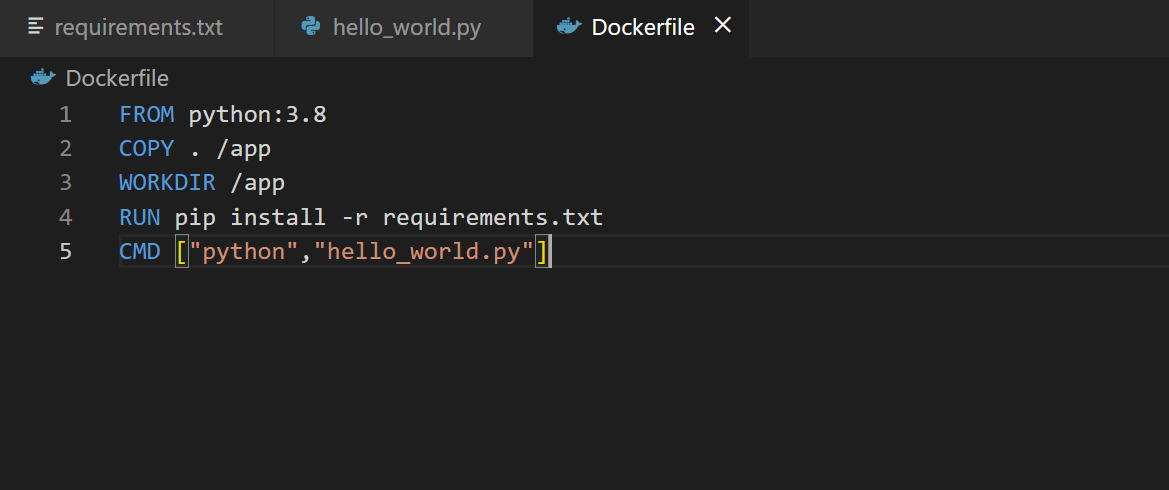 requirements.txt hello_world.py Dockerfile
Dockerfile
1 FROM python:3.8
2 COPY . /app
3 WORKDIR /app
4 RUN pip install -r requirements.txt
5 CMD ["python","hello_world.py"]